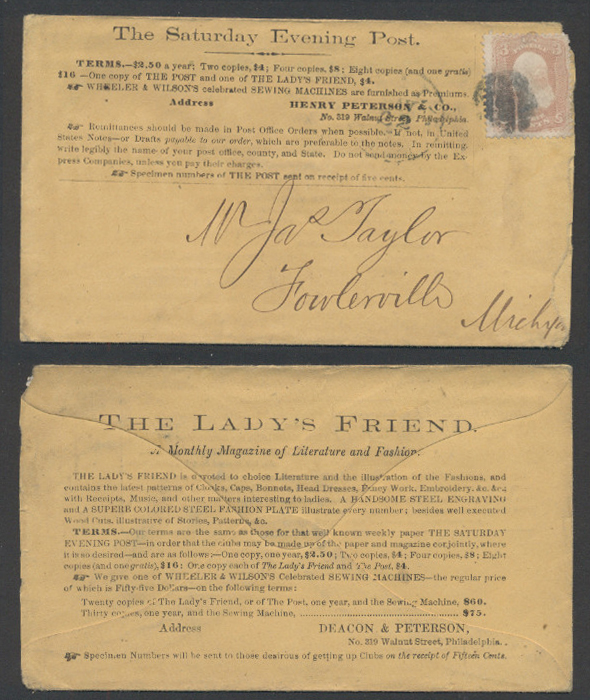 The Saturday Evening Post.
TERMS.—$2,50 a year; Two copies, $4; Four copies, $8; Eight copies (and one gratis)
$16—One copy of THE POST and one of THE LADY'S FRIEND, $4.
WHEELER & WILSON'S celebrated SEWING MACHINES are furnished as Premiums.
Address HENRY PETERSON & CO.,
No. 319 Walnut Street, Philadelphia.
Remittances should be made in Post Office Orders when possible. If not, in United
States Notes—or Drafts payable to our order, which are preferable to the notes. In remitting,
write legibly the name of your post office, county, and State. Do not send money by the Ex-
press Companies, unless you pay their charges.
Specimen numbers of THE POST sent on receipt of five cents.
3 3
Mr Jas Taylor
Fowlerville
Michgn
THE LADY'S FRIEND.
A Monthly Magazine of Literature and Fashion.
THE LADY'S FRIEND is devoted to choice Literature and the illustration of the Fashions, and
contains the latest patterns of Cloaks, Caps, Bonnets, Head Dresses, Fancy Work, Embroidery, &c. &c.;
with Receipts, Music, and other matters interesting to ladies. A HANDSOME STEEL ENGRAVING
and A SUPERB COLORED STEEL FASHION PLATE illustrate every number; besides well executed
Wood Cuts, illustrative of Stories, Patterns, &c.
TERMS.—Our terms are the same as those for that well known weekly paper THE SATURDAY
EVENING POST—in order that the clubs may be made up of the paper and magazine conjointly, where
it is so desired—and are as follows:—One copy, one year, $2,50; Two copies, $4; Four copies, $8; Eight
copies (and one gratis), $16; One copy each of The Lady's Friend and The Post, $4.
We give one of WHEELER & WILSON'S Celebrated SEWING MACHINES—the regular price
of which is Fifty-five Dollars—on the following terms:
Twenty copies of The Lady's Friend, or of The Post, one year, and the Sewing Machine, $60.
Thirty copies, one year, and the Sewing Machine, ........................ $75.
Address DEACON & PETERSON,
No. 319 Walnut Street, Philadelphia.
Specimen Numbers will be sent to those desirous of getting up Clubs on the receipt of Fifteen Cents.